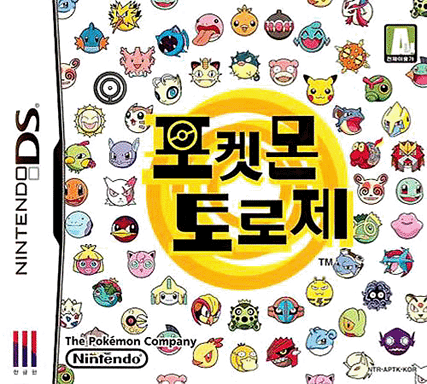 NINTENDO DS
A
전체이용가
포켓몬
토로제
TM
The Pokémon Company
Nintendo
한글판
NTR-APTK-KOR